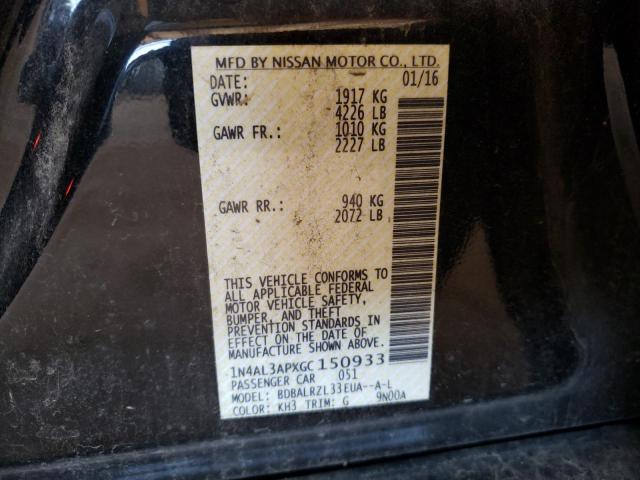 MFD BY NISSAN MOTOR CO., LTD.
DATE: 01/16
GVWR: 1917 KG
4226 LB
GAWR FR.: 1010 KG
2227 LB
GAWR RR.: 940 KG
2072 LB
THIS VEHICLE CONFORMS TO
ALL APPLICABLE FEDERAL
MOTOR VEHICLE SAFETY,
BUMPER, AND THEFT
PREVENTION STANDARDS IN
EFFECT ON THE DATE OF
MANUFACTURE SHOWN ABOVE.
1N4AL3APXGC150933
PASSENGER CAR 051
MODEL: BDBALRZL33EUA--A-L
COLOR: KH3 TRIM: G 9N00A